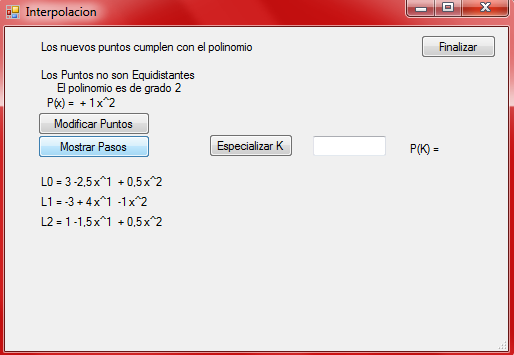 Interpolacion
Los nuevos puntos cumplen con el polinomio
Finalizar
Los Puntos no son Equidistantes
El polinomio es de grado 2
P(x) = + 1 x^2
Modificar Puntos
Mostrar Pasos
Especializar K
P(K) =
L0 = 3 -2,5 x^1 + 0,5 x^2
L1 = -3 + 4 x^1 -1 x^2
L2 = 1 -1,5 x^1 + 0,5 x^2